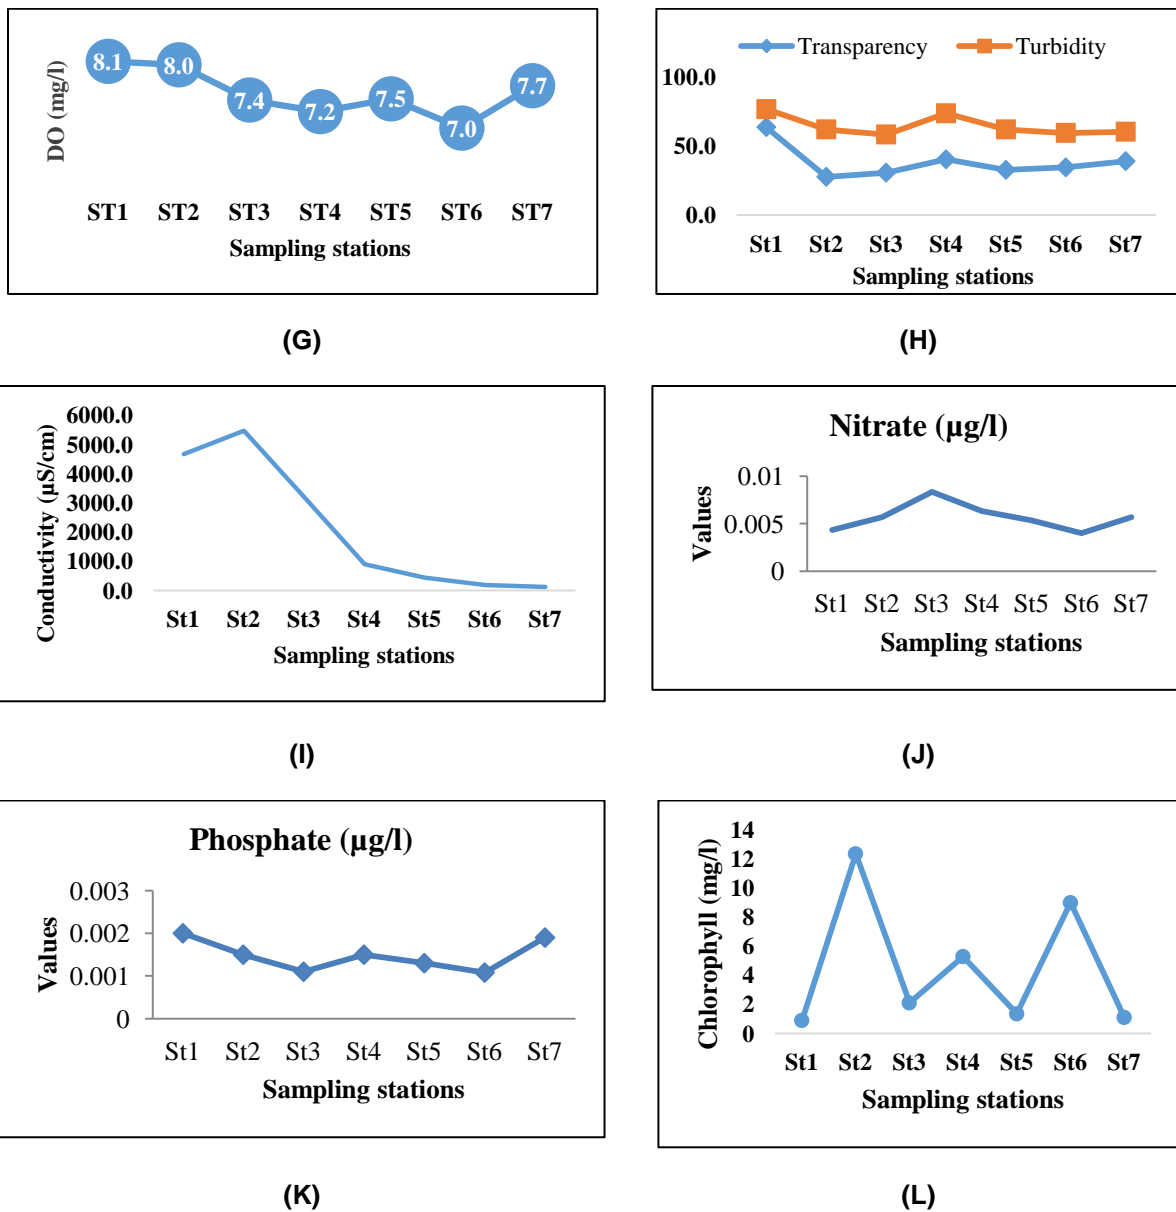 DO (mg/l)
8.1 8.0 7.4 7.2 7.5 7.0 7.7
ST1 ST2 ST3 ST4 ST5 ST6 ST7
Sampling stations
(G)
Transparency Turbidity
100.0
50.0
0.0
St1 St2 St3 St4 St5 St6 St7
Sampling stations
(H)
Conductivity (µS/cm)
6000.0
5000.0
4000.0
3000.0
2000.0
1000.0
0.0
St1 St2 St3 St4 St5 St6 St7
Sampling stations
(I)
Nitrate (µg/l)
Values
0.01
0.005
0
St1 St2 St3 St4 St5 St6 St7
Sampling stations
(J)
Phosphate (µg/l)
Values
0.003
0.002
0.001
0
St1 St2 St3 St4 St5 St6 St7
Sampling stations
(K)
Chlorophyll (mg/l)
14
12
10
8
6
4
2
0
St1 St2 St3 St4 St5 St6 St7
Sampling stations
(L)